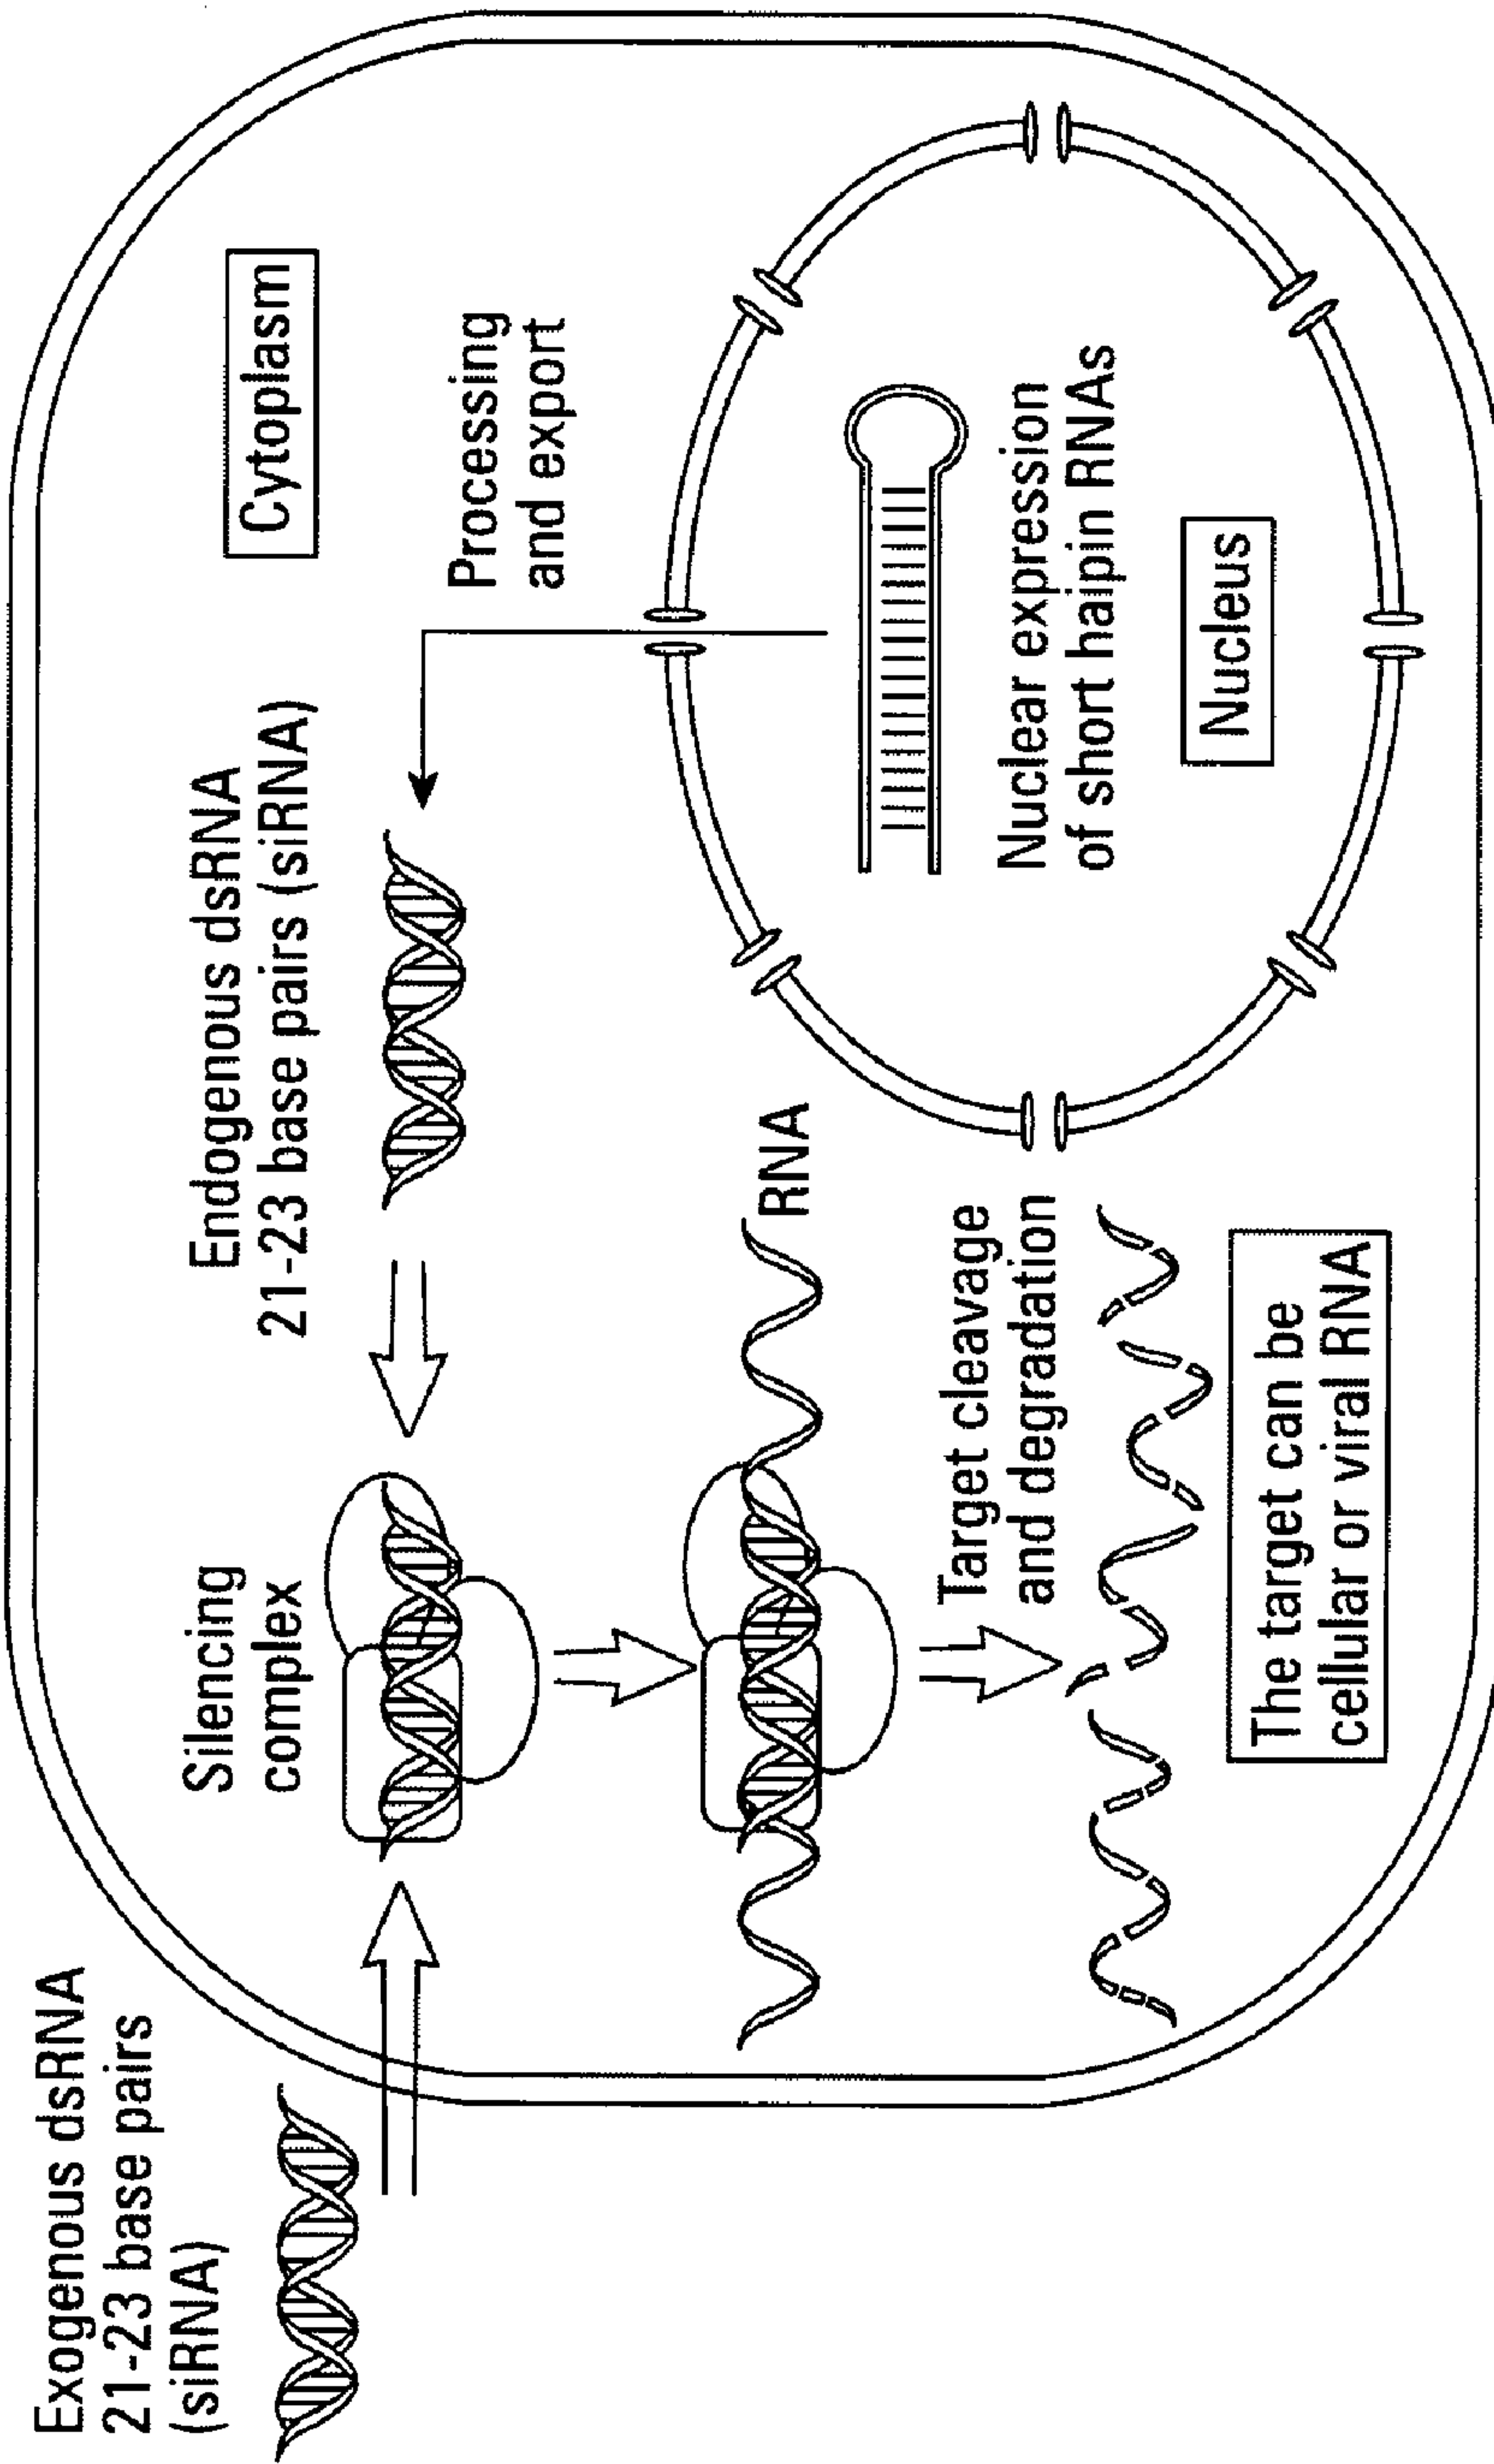 Exogenous dsRNA
21-23 base pairs
(siRNA)
Silencing
complex
Endogenous dsRNA
21-23 base pairs (siRNA)
Cytoplasm
Processing
and export
RNA
Target cleavage
and degradation
Nuclear expression
of short haipin RNAs
Nucleus
The target can be
cellular or viral RNA